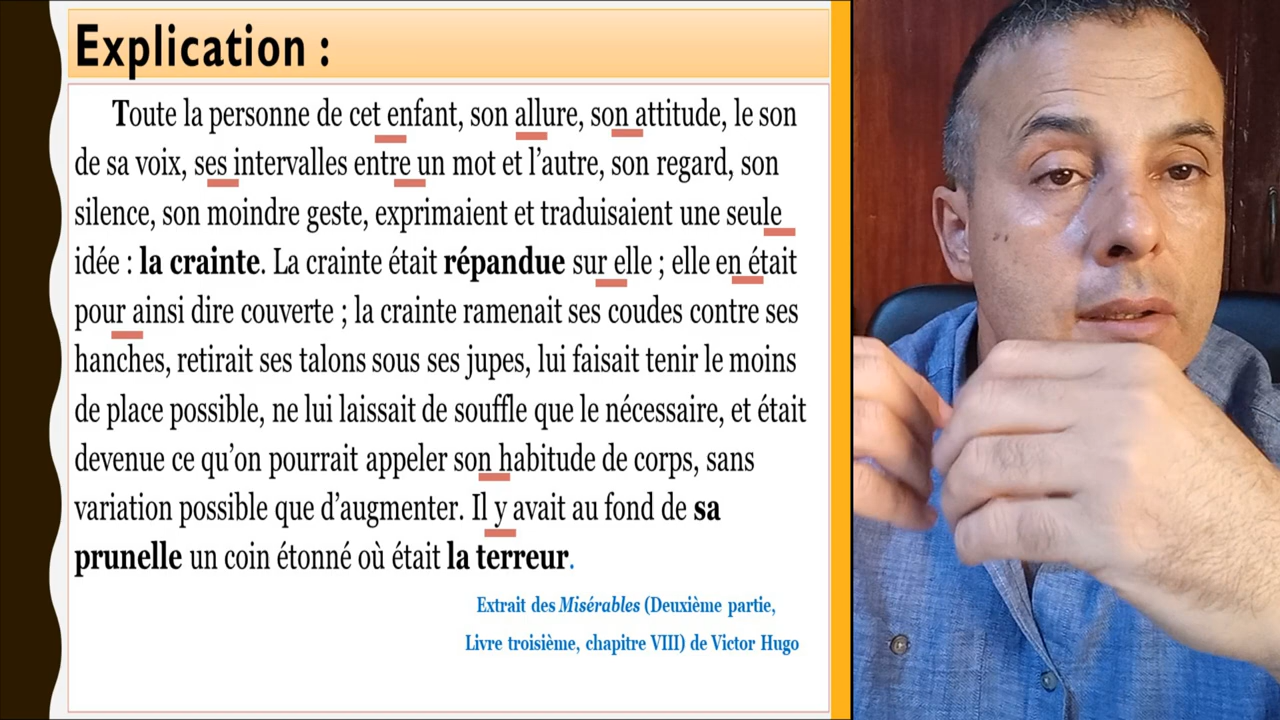 Explication :
Toute la personne de cet enfant, son allure, son attitude, le son
de sa voix, ses intervalles entre un mot et l’autre, son regard, son
silence, son moindre geste, exprimaient et traduisaient une seule
idée : la crainte. La crainte était répandue sur elle ; elle en était
pour ainsi dire couverte ; la crainte ramenait ses coudes contre ses
hanches, retirait ses talons sous ses jupes, lui faisait tenir le moins
de place possible, ne lui laissait de souffle que le nécessaire, et était
devenue ce qu’on pourrait appeler son habitude de corps, sans
variation possible que d’augmenter. Il y avait au fond de sa
prunelle un coin étonné où était la terreur.
Extrait des Misérables (Deuxième partie,
Livre troisième, chapitre VIII) de Victor Hugo